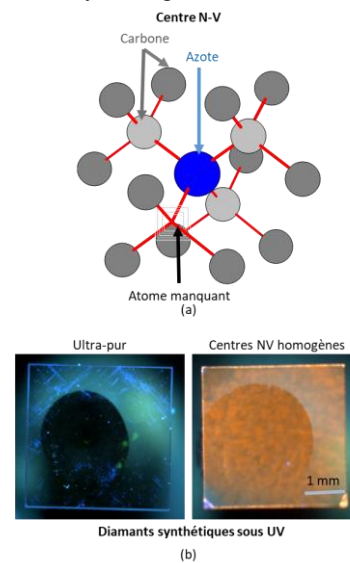 Centre N-V
Carbone
Azote
Atome manquant
(a)
Ultra-pur
Centres NV homogènes
1 mm
Diamants synthétiques sous UV
(b)